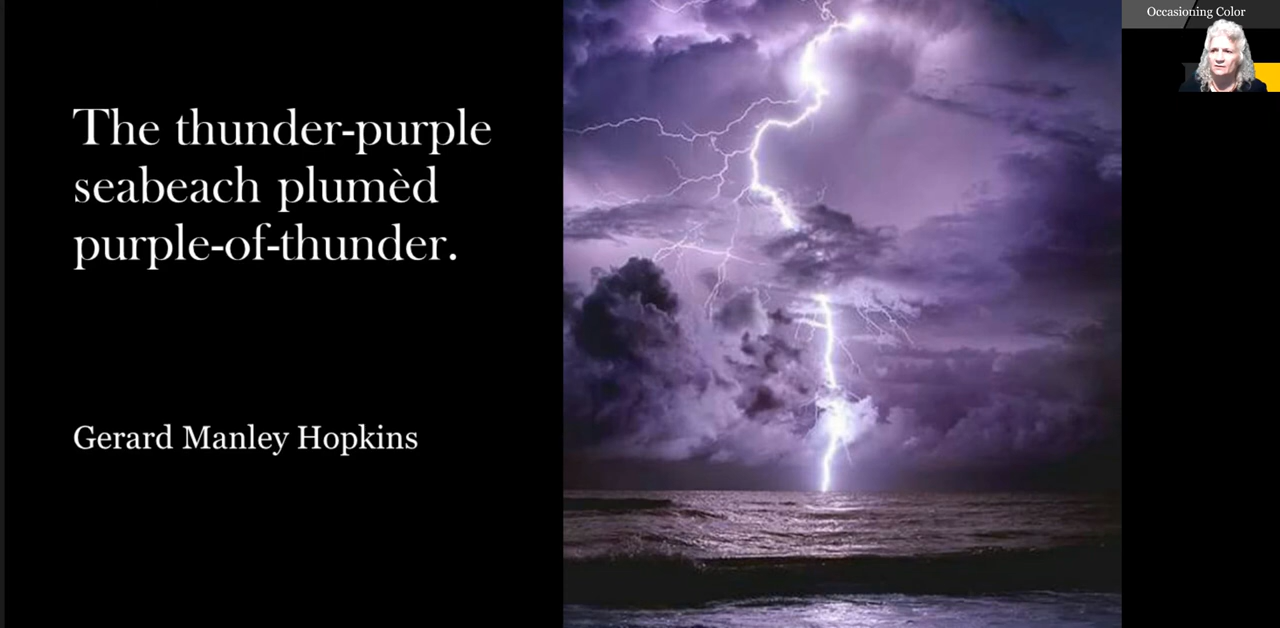 Occasioning Color
The thunder-purple
seabeach plumèd
purple-of-thunder.
Gerard Manley Hopkins